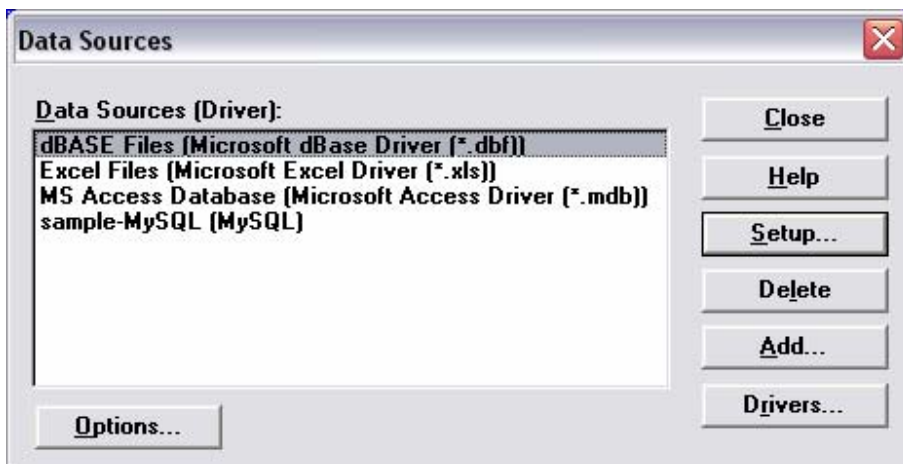 Data Sources
Data Sources (Driver):
dBASE Files (Microsoft dBase Driver (*.dbf))
Excel Files (Microsoft Excel Driver (*.xls))
MS Access Database (Microsoft Access Driver (*.mdb))
sample-MySQL (MySQL)
Close
Help
Setup...
Delete
Add...
Drivers...
Options...